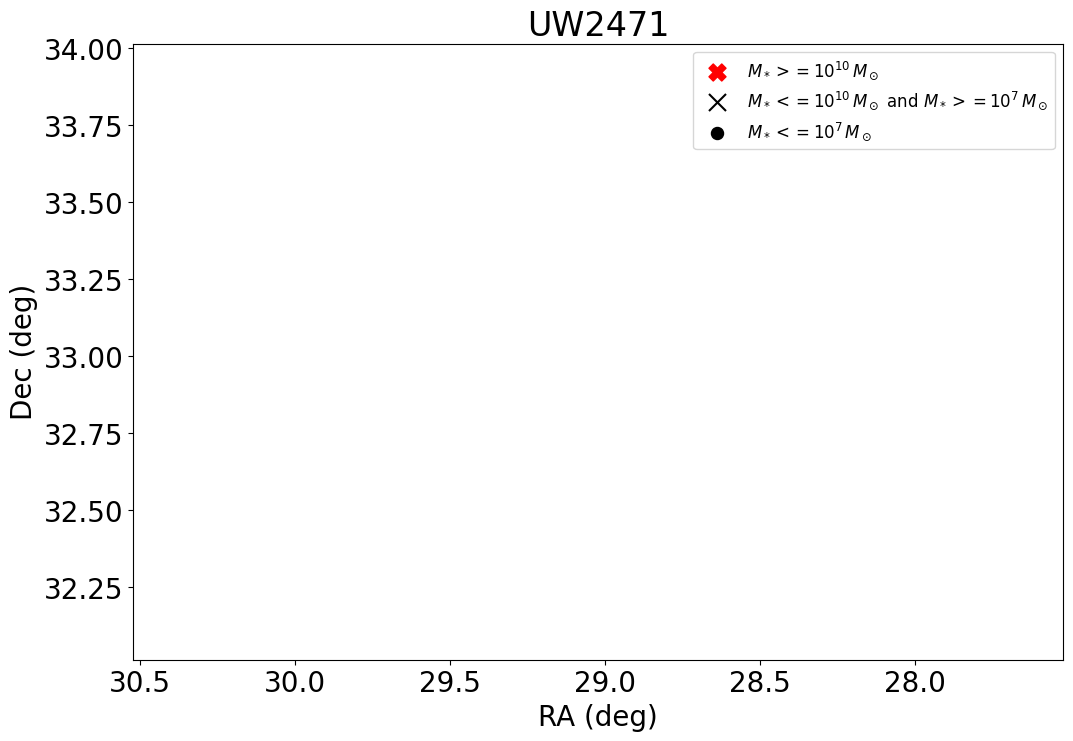 UW2471
34.00
33.75
33.50
33.25
33.00
32.75
32.50
32.25
Dec (deg)
M* >= 10^10 M⊙
M* <= 10^10 M⊙ and M* >= 10^7 M⊙
M* <= 10^7 M⊙
30.5 30.0 29.5 29.0 28.5 28.0
RA (deg)